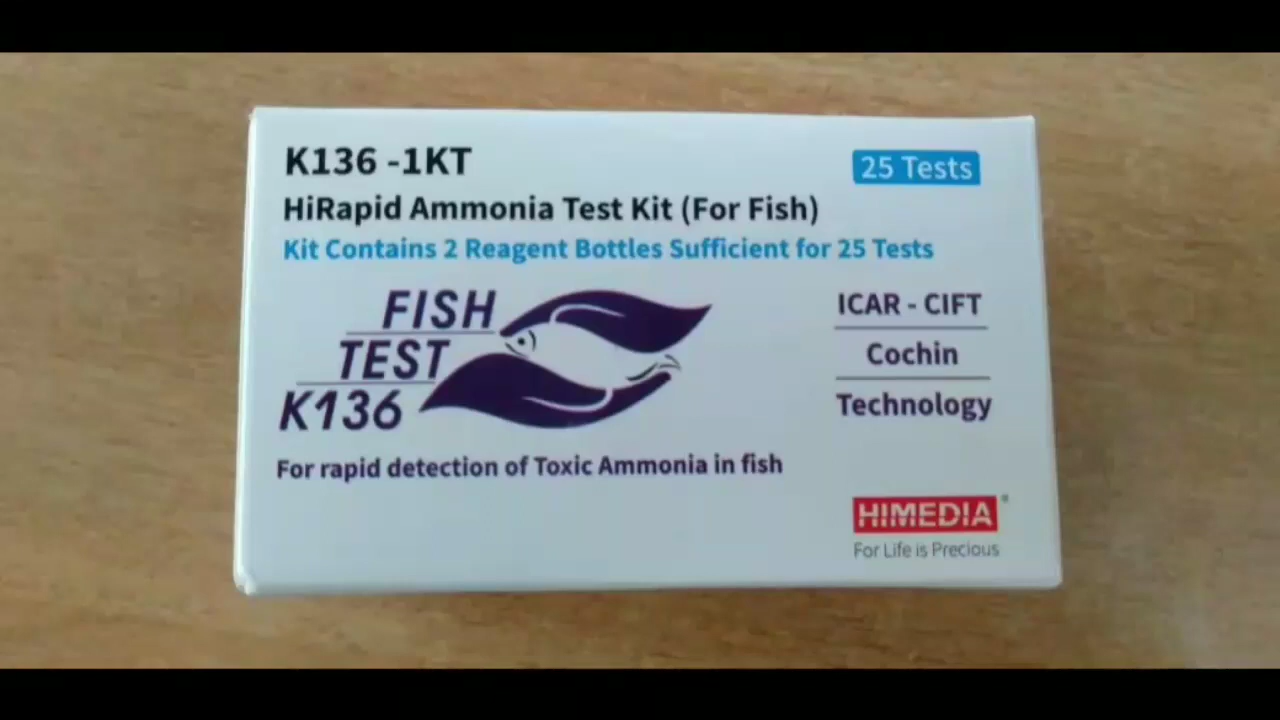 K136 -1KT
25 Tests
HiRapid Ammonia Test Kit (For Fish)
Kit Contains 2 Reagent Bottles Sufficient for 25 Tests
FISH
TEST
K136
ICAR - CIFT
Cochin
Technology
For rapid detection of Toxic Ammonia in fish
HIMEDIA®
For Life is Precious